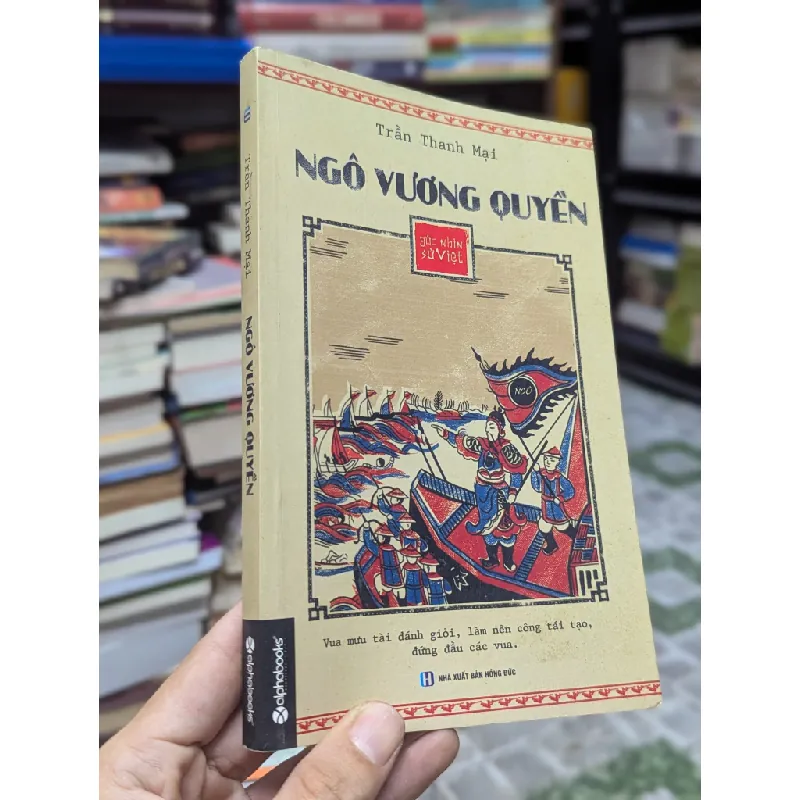 Trần Thanh Mại
NGÔ VƯƠNG QUYỀN
góc nhìn
sử việt
NGÔ
Vua mưu tài đánh giỏi, làm nên công tái tạo,
đứng đầu các vua.
H NHÀ XUẤT BẢN HỒNG ĐỨC
H
Trần Thanh Mại
NGÔ VƯƠNG QUYỀN
alphabooks®